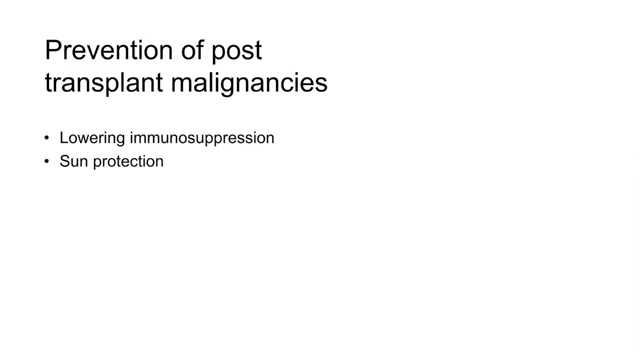 Prevention of post
transplant malignancies
• Lowering immunosuppression
• Sun protection